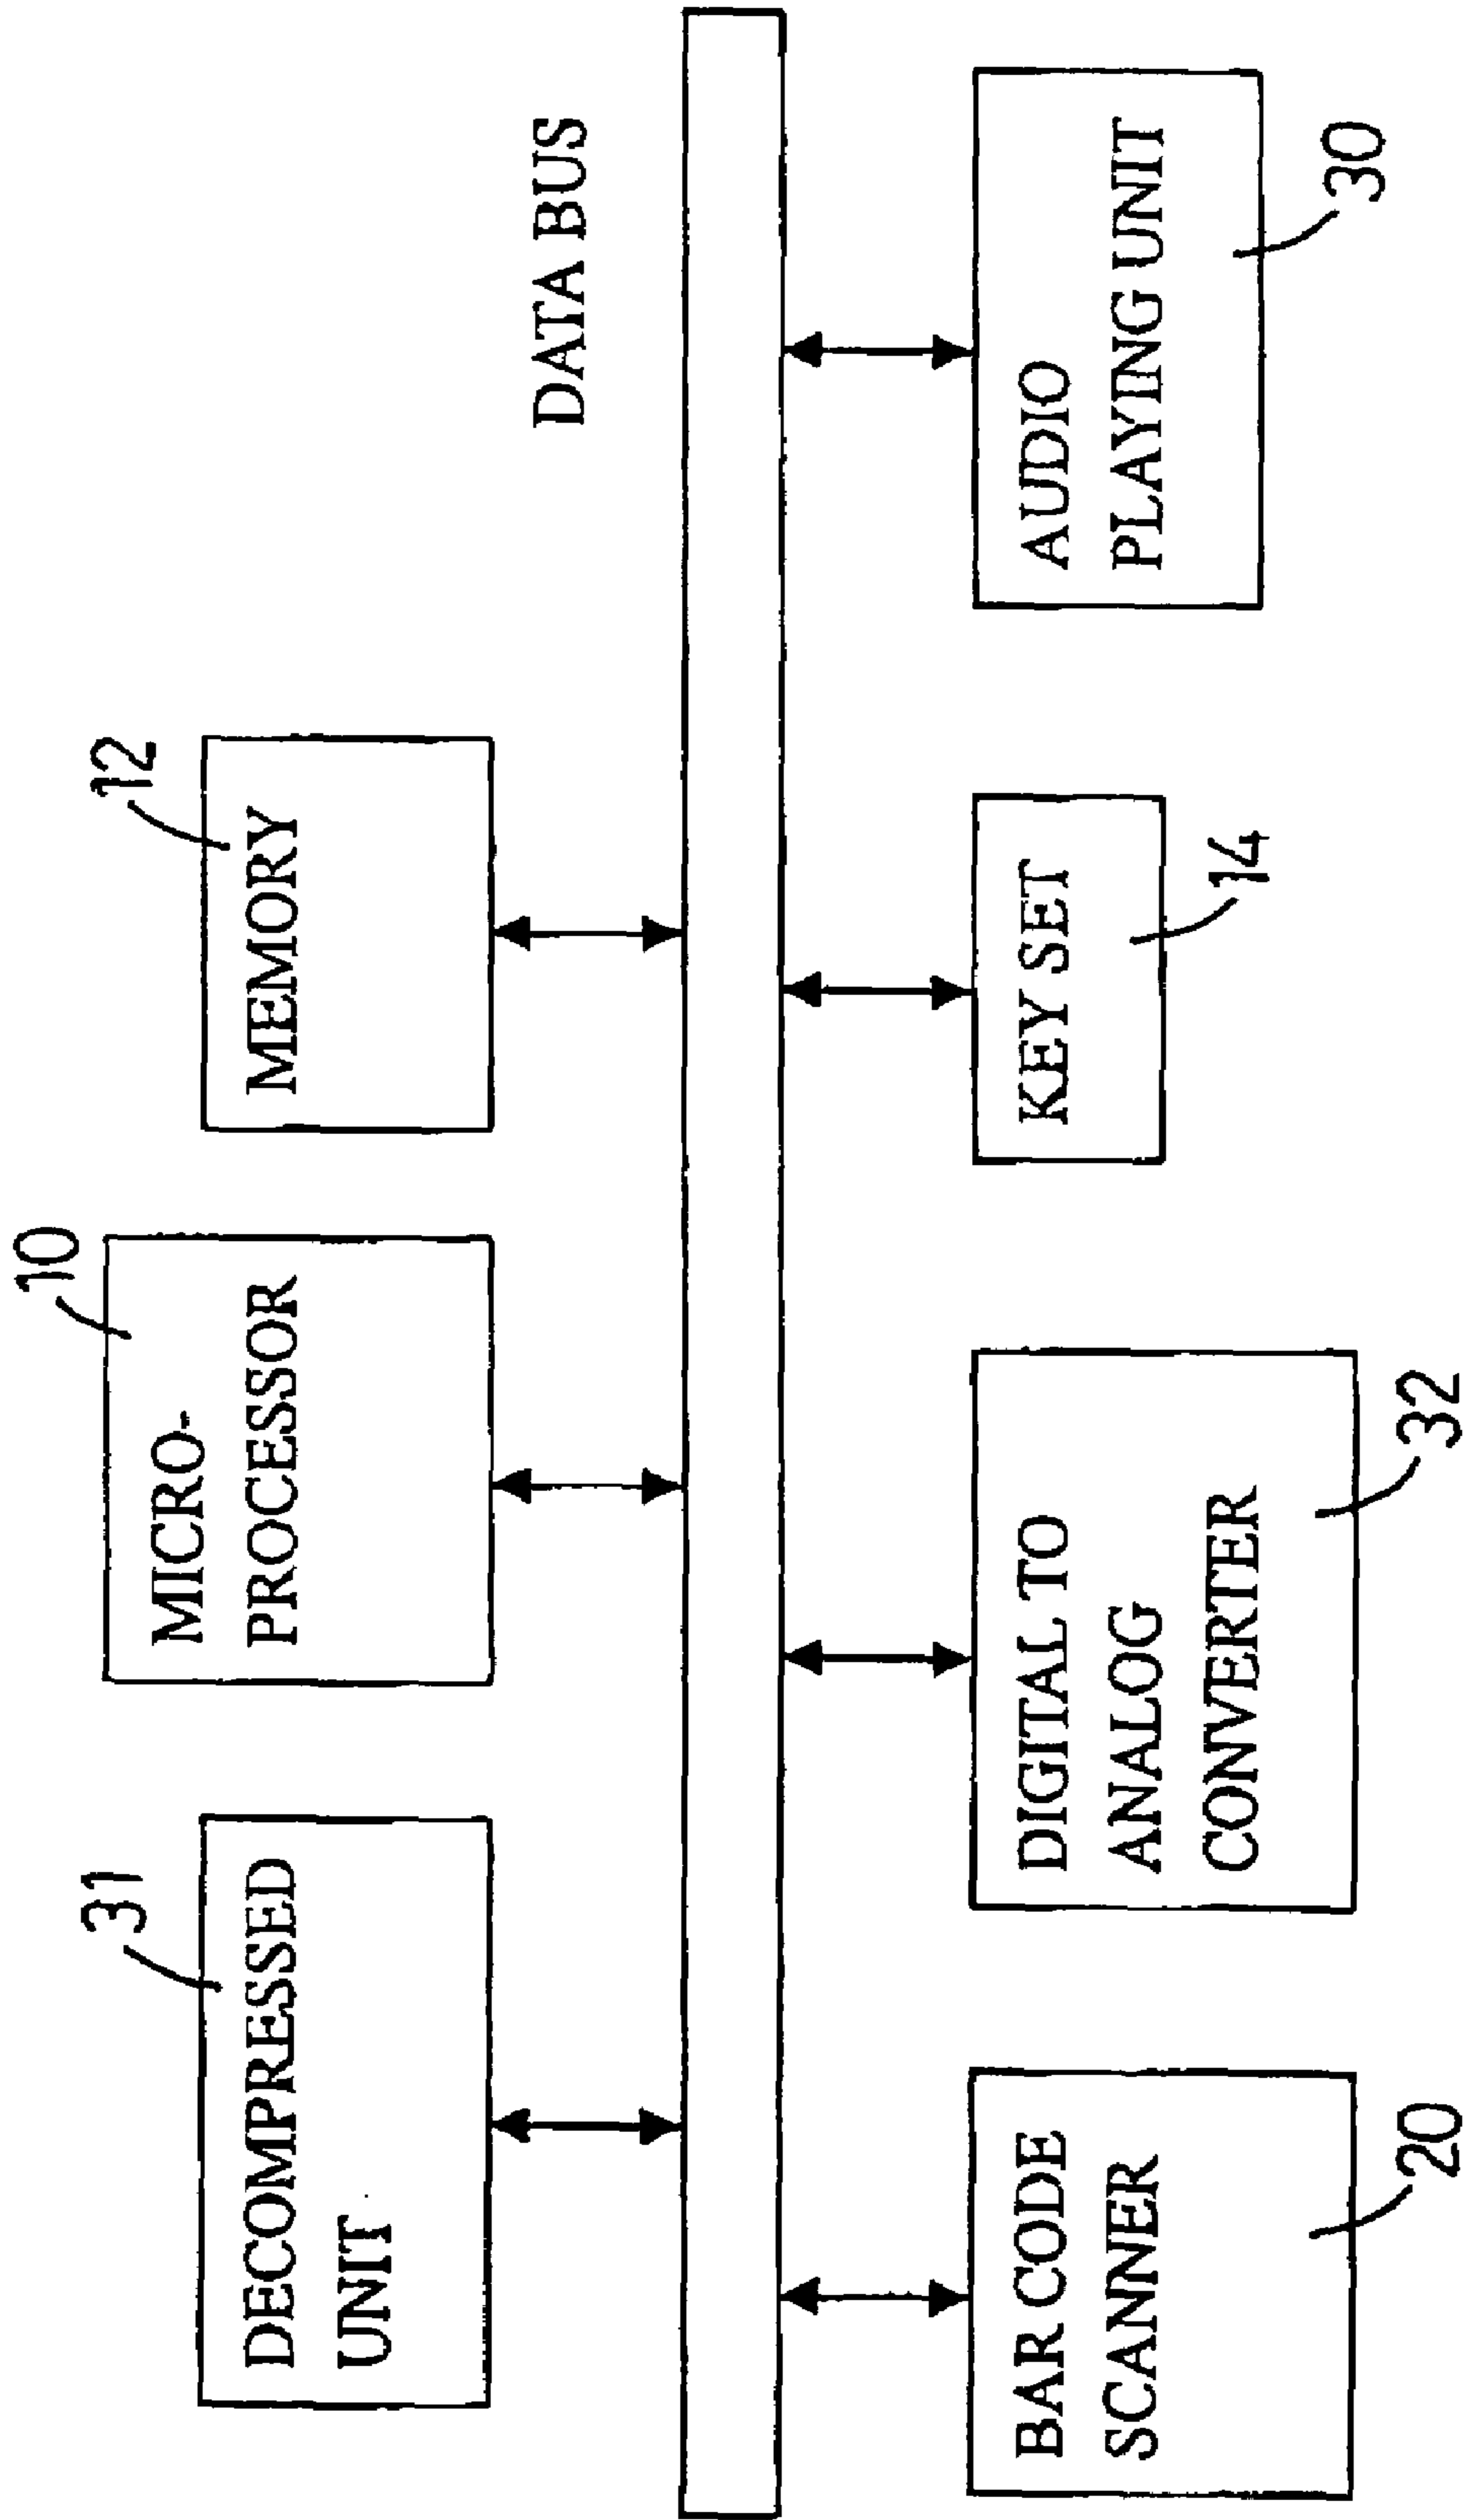 31
DECOMPRESSED
UNIT
10
MICRO-
PROCESSOR
12
MEMORY
DATA BUS
BAR CODE
SCANNER
20
DIGITAL TO
ANALOG
CONVERTER
32
KEY SET
14
AUDIO
PLAYING UNIT
30